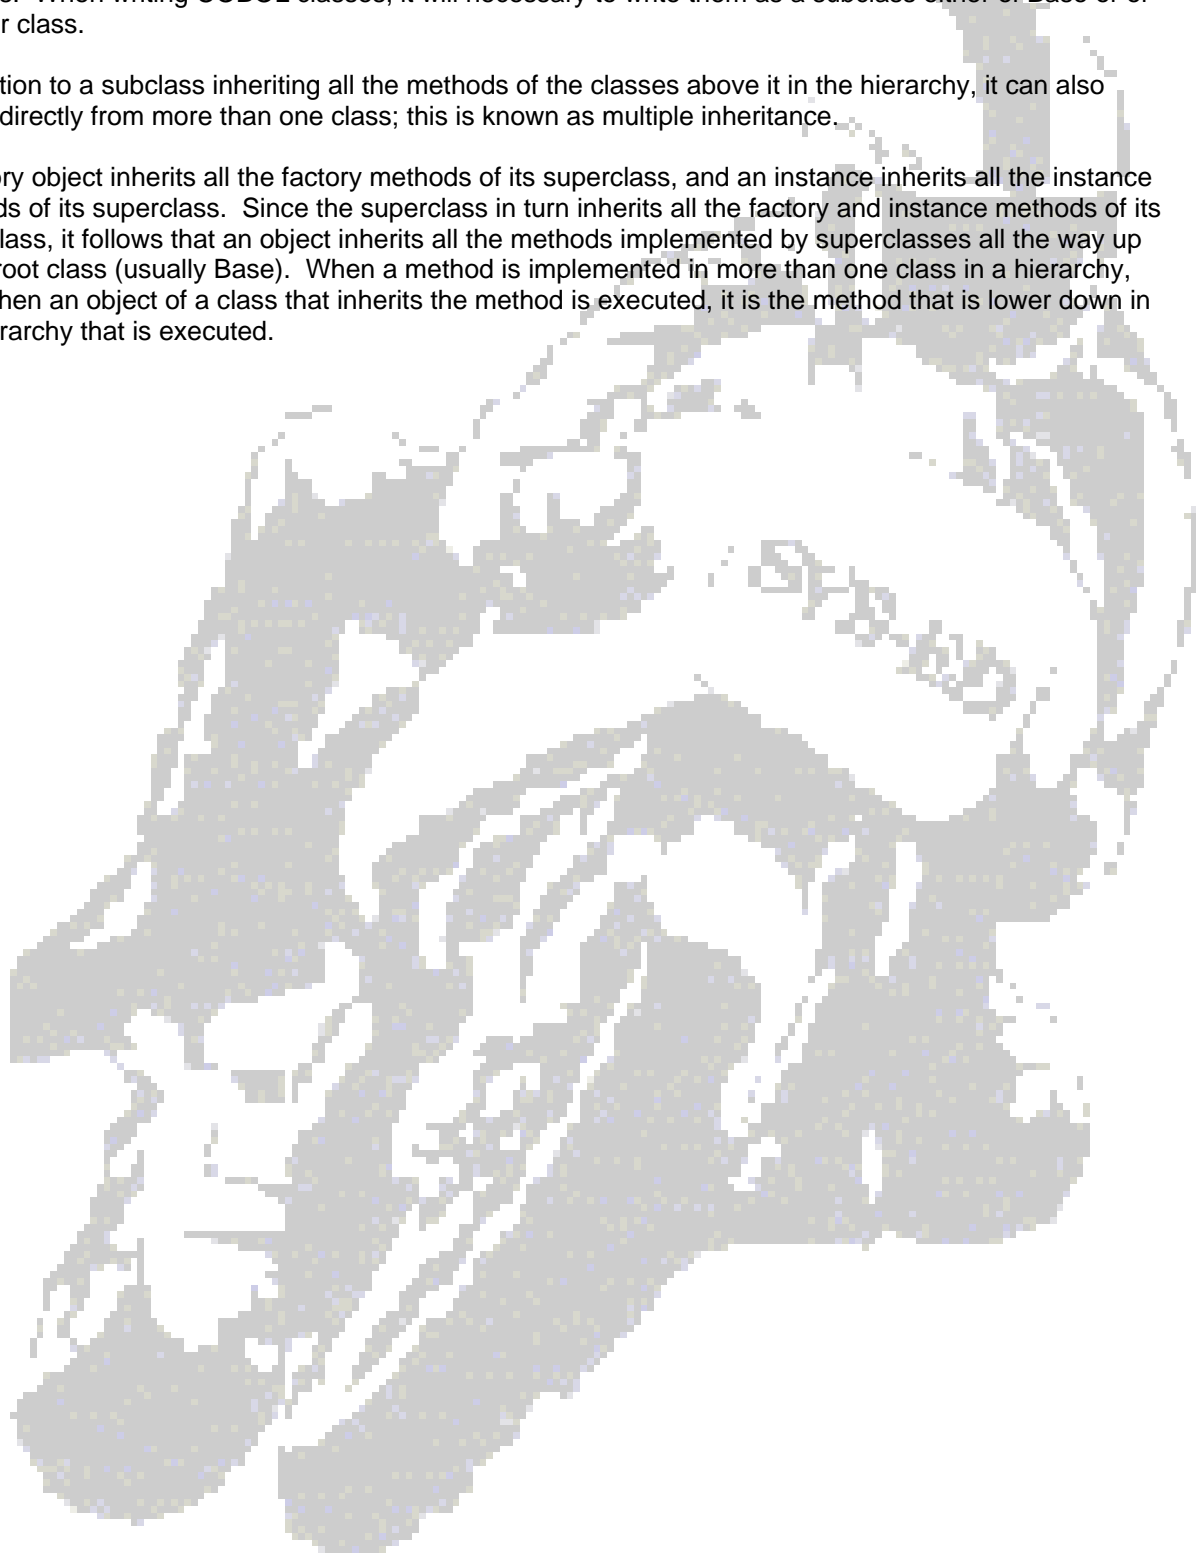 When writing COBOL classes, it will necessary to write them as a subclass either of Base or of
r class.
tion to a subclass inheriting all the methods of the classes above it in the hierarchy, it can also
directly from more than one class; this is known as multiple inheritance.
ory object inherits all the factory methods of its superclass, and an instance inherits all the instance
ds of its superclass.  Since the superclass in turn inherits all the factory and instance methods of its
lass, it follows that an object inherits all the methods implemented by superclasses all the way up
root class (usually Base).  When a method is implemented in more than one class in a hierarchy,
hen an object of a class that inherits the method is executed, it is the method that is lower down in
rarchy that is executed.
SYS-ED